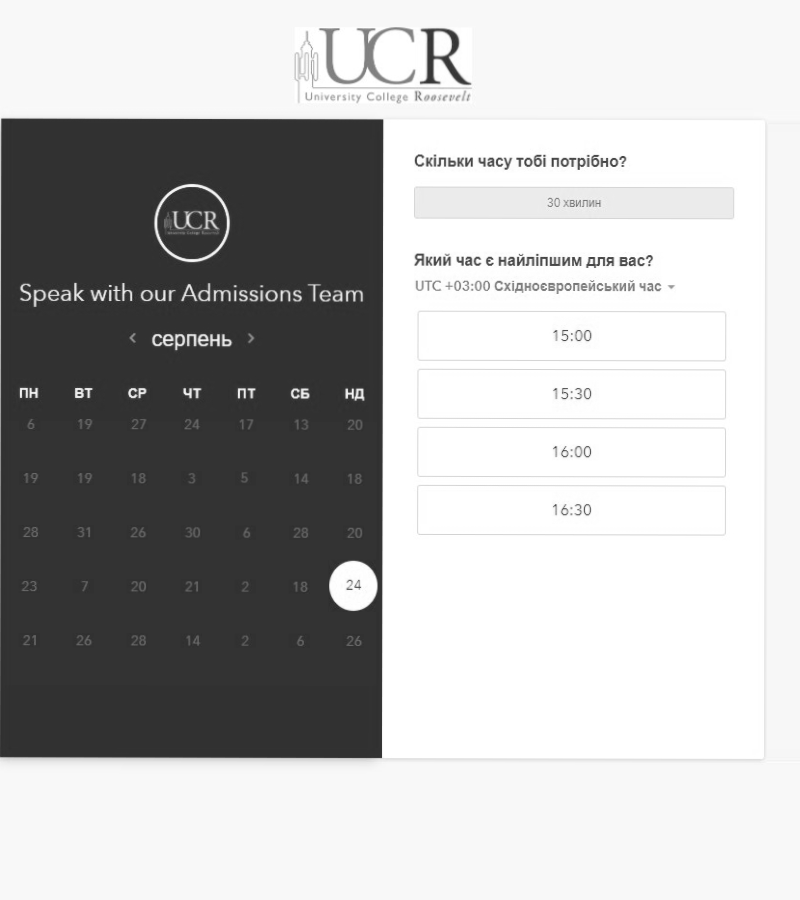 UCR
University College Roosevelt
UCR
University College Roosevelt
Speak with our Admissions Team
серпень
ПН ВТ СР ЧТ ПТ СБ НД
6 19 27 24 17 13 20
19 19 18 3 5 14 18
28 31 26 30 6 28 20
23 7 20 21 2 18 24
21 26 28 14 2 6 26
Скільки часу тобі потрібно?
30 хвилин
Який час є найліпшим для вас?
UTC +03:00 Східноєвропейський час
15:00
15:30
16:00
16:30